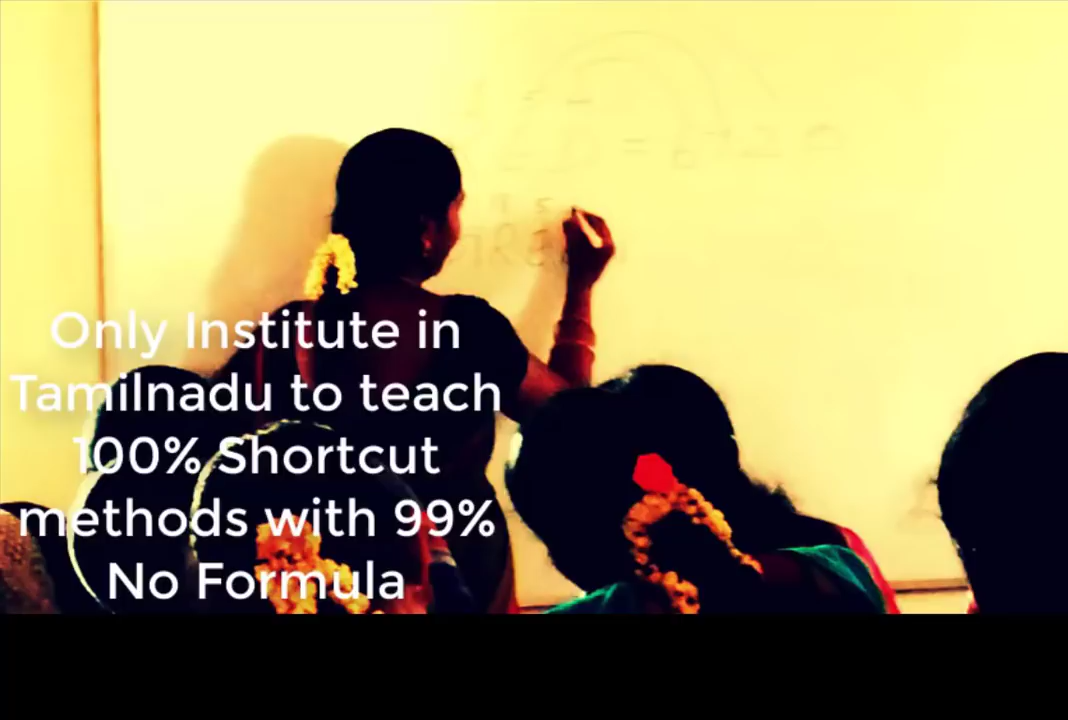 Only Institute in
Tamilnadu to teach
100% Shortcut
methods with 99%
No Formula